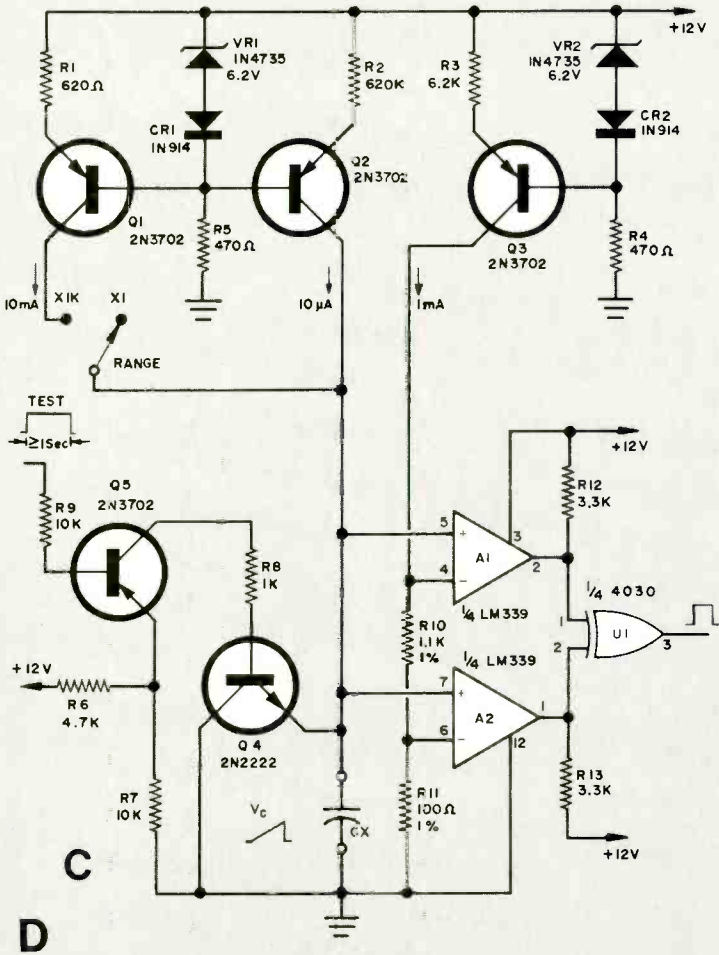 +12V
R1
620Ω
VR1
1N4735
6.2V
R2
620K
R3
6.2K
VR2
1N4735
6.2V
CR1
1N914
CR2
1N914
Q1
2N3702
Q2
2N3702
Q3
2N3702
R5
470Ω
R4
470Ω
10mA
X1K
X1
10µA
1mA
RANGE
TEST
≥1Sec
R9
10K
Q5
2N3702
R8
1K
+12V
R12
3.3K
5
+
3
A1
2
4
-
1/4 LM339
1/4 4030
1
2
U1
3
R10
1.1K
1%
1/4 LM339
7
+
A2
1
6
-
12
+12V
R6
4.7K
Q4
2N2222
R13
3.3K
+12V
R7
10K
VC
CX
R11
100Ω
1%
C
D